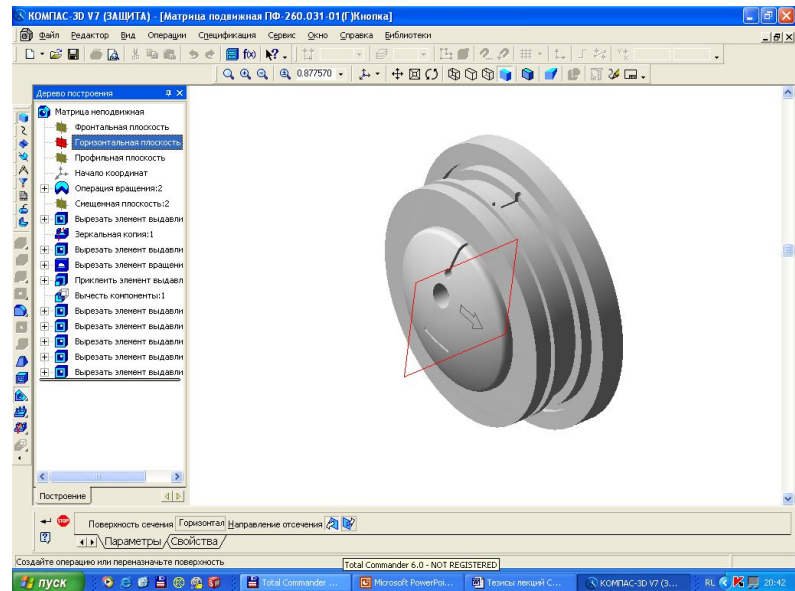 КОМПАС-3D V7 (ЗАЩИТА) - [Матрица подвижная ПФ-260.031-01(Г)Кнопка]
Файл Редактор Вид Операции Спецификация Сервис Окно Справка Библиотеки
f(x)
0.877570
Дерево построения
Матрица неподвижная
Фронтальная плоскость
Горизонтальная плоскость
Профильная плоскость
Начало координат
Операция вращения:2
Смещенная плоскость:2
Вырезать элемент выдавли
Зеркальная копия:1
Вырезать элемент выдавли
Вырезать элемент вращени
Приклеить элемент выдавл
Вычесть компоненты:1
Вырезать элемент выдавли
Вырезать элемент выдавли
Вырезать элемент выдавли
Вырезать элемент выдавли
Вырезать элемент выдавли
Построение
STOP Поверхность сечения Горизонтал Направление отсечения
Параметры Свойства
Создайте операцию или переназначьте поверхность
Total Commander 6.0 - NOT REGISTERED
пуск Total Commander ... Microsoft PowerPoi... Тезисы лекций С... КОМПАС-3D V7 (З... RL 20:42